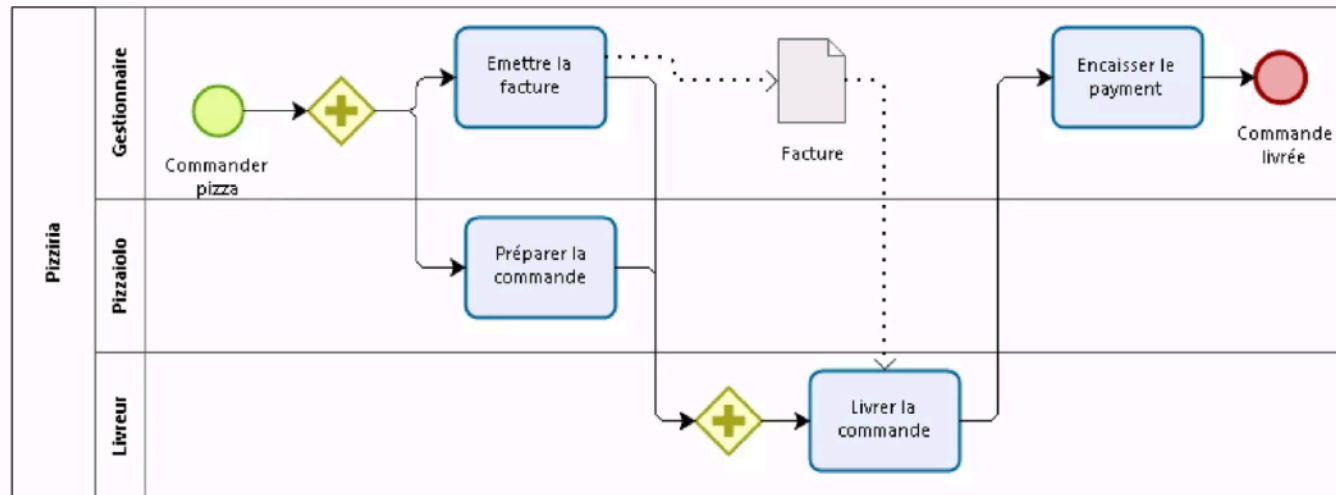 Pizziria
Gestionnaire
Commander
pizza
Emettre la
facture
Facture
Encaisser le
payment
Commande
livrée
Pizzaiolo
Préparer la
commande
Livreur
Livrer la
commande